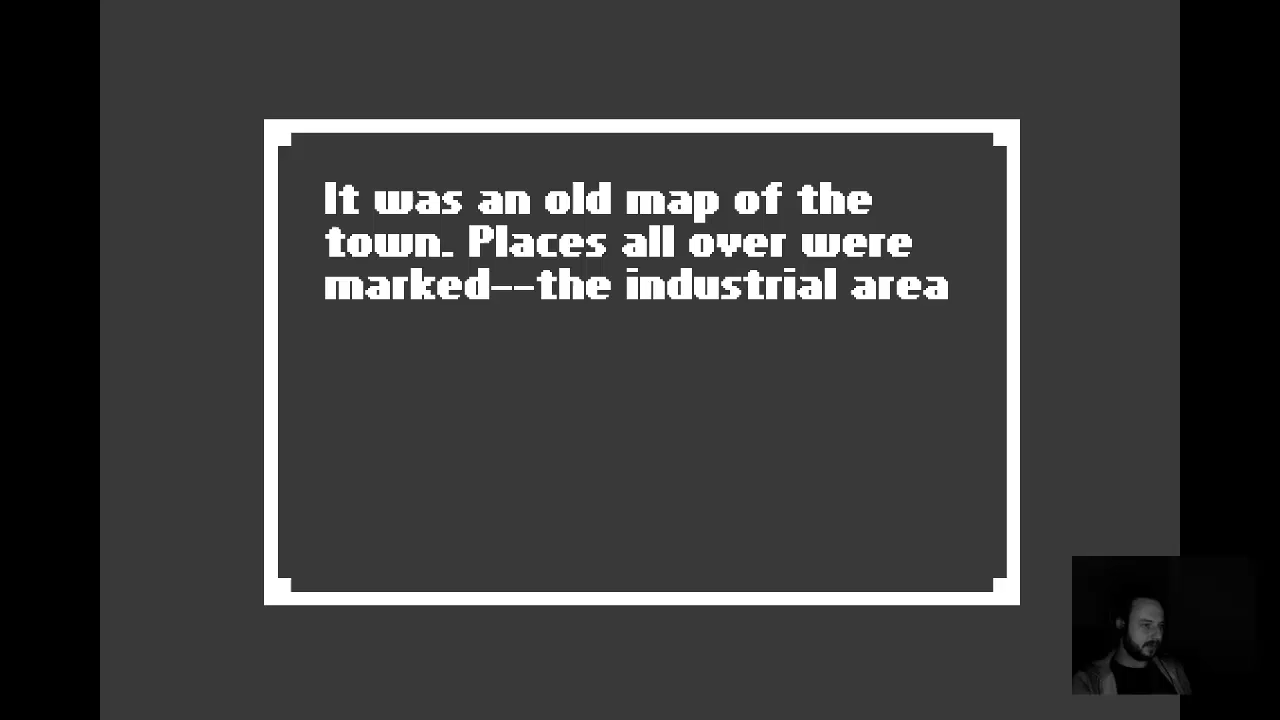 It was an old map of the
town. Places all over were
marked--the industrial area